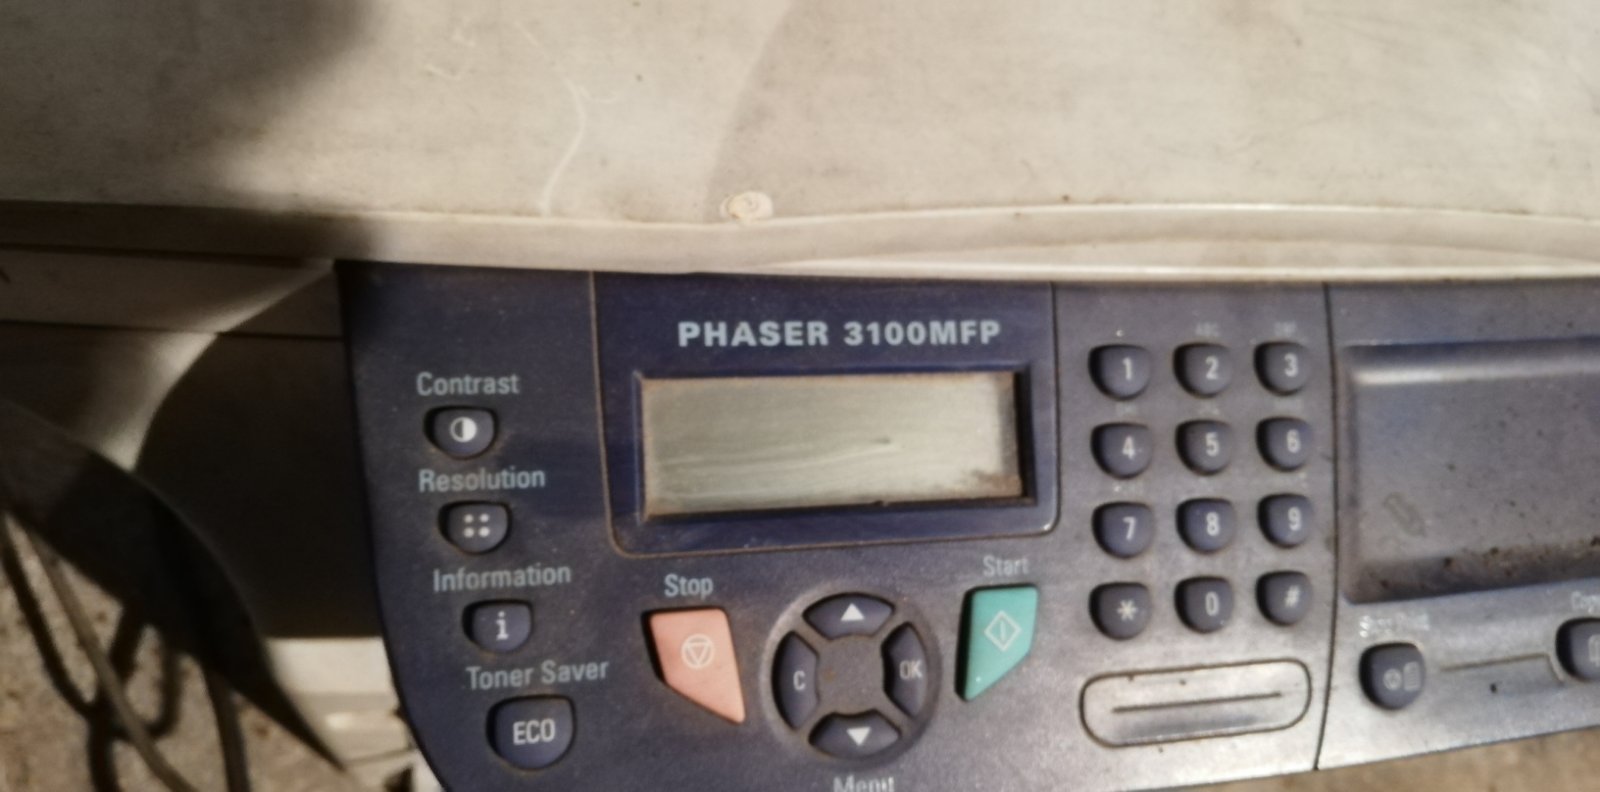 PHASER 3100MFP
Contrast
Resolution
Information
i
Toner Saver
ECO
Stop
Start
C
OK
Menu
1 2 3
4 5 6
7 8 9
* 0 #